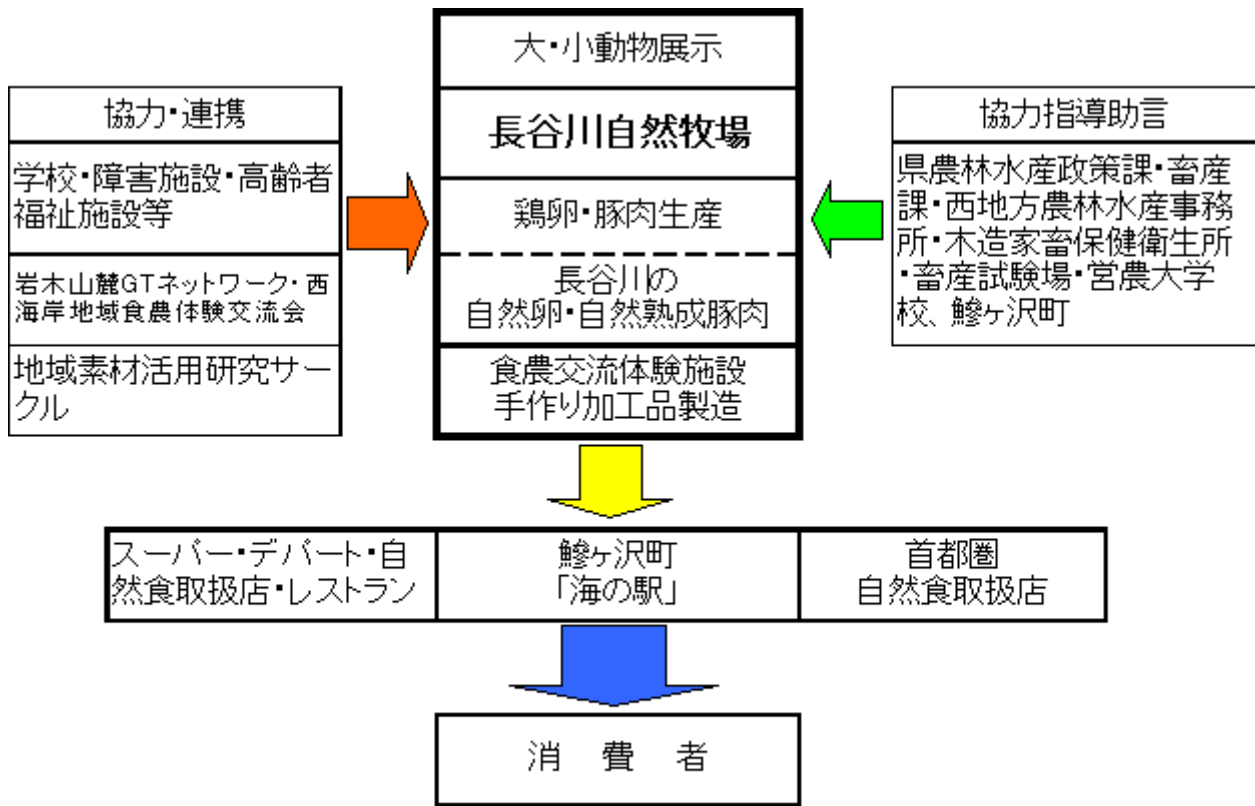 大・小動物展示
長谷川自然牧場
鶏卵・豚肉生産
長谷川の
自然卵・自然熟成豚肉
食農交流体験施設
手作り加工品製造
協力・連携
学校・障害施設・高齢者
福祉施設等
岩木山麓GTネットワーク・西
海岸地域食農体験交流会
地域素材活用研究サー
クル
協力指導助言
県農林水産政策課・畜産
課・西地方農林水産事務
所・木造家畜保健衛生所
・畜産試験場・営農大学
校、鰺ヶ沢町
スーパー・デパート・自
然食取扱店・レストラン
鰺ヶ沢町
「海の駅」
首都圏
自然食取扱店
消 費 者